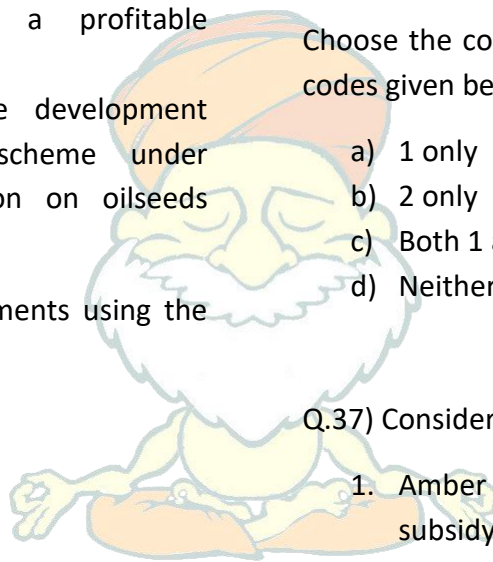 a profitable
e development
scheme under
on on oilseeds
ments using the
Choose the co
codes given be
a) 1 only
b) 2 only
c) Both 1 a
d) Neither
Q.37) Consider
1. Amber
subsidy